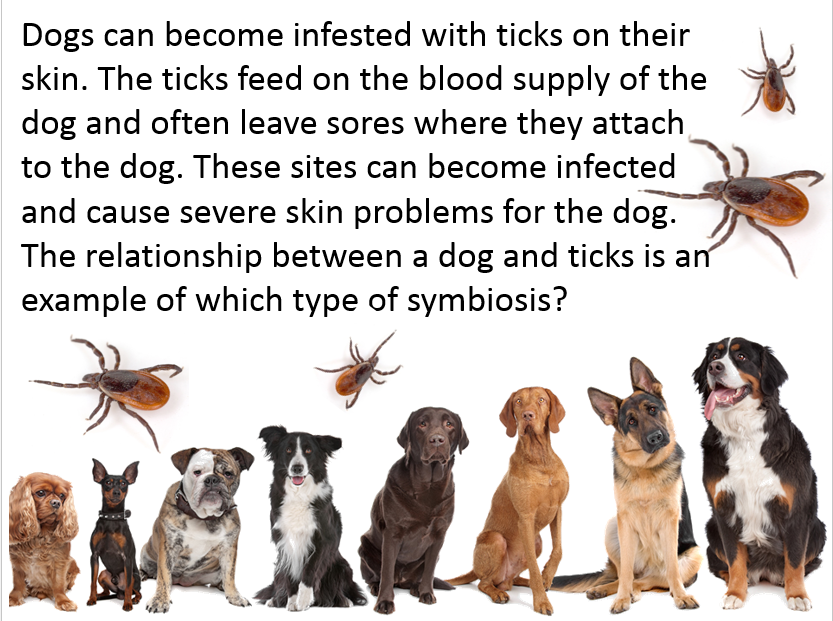 Dogs can become infested with ticks on their
skin. The ticks feed on the blood supply of the
dog and often leave sores where they attach
to the dog. These sites can become infected
and cause severe skin problems for the dog.
The relationship between a dog and ticks is an
example of which type of symbiosis?